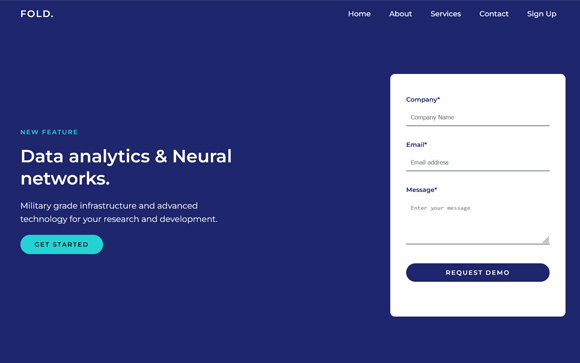 FOLD.
Home About Services Contact Sign Up
NEW FEATURE
Data analytics & Neural
networks.
Military grade infrastructure and advanced
technology for your research and development.
GET STARTED
Company*
Company Name
Email*
Email address
Message*
Enter your message
REQUEST DEMO